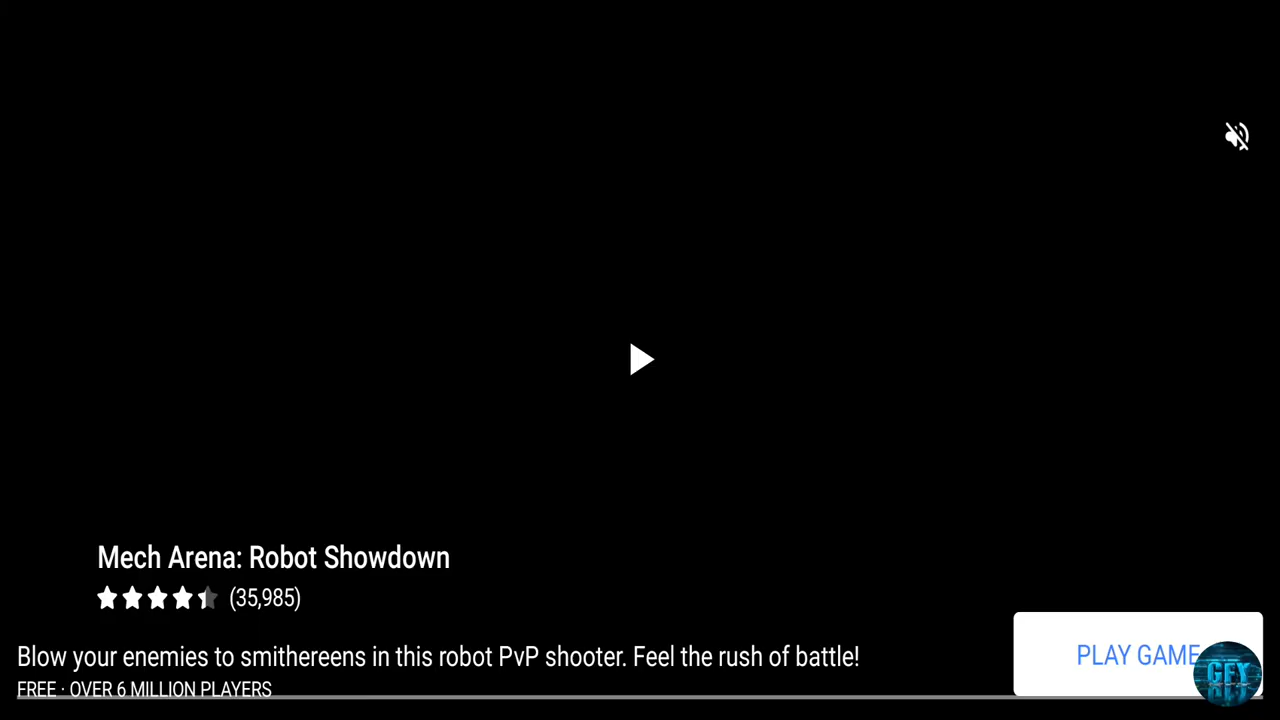 Mech Arena: Robot Showdown
(35,985)
Blow your enemies to smithereens in this robot PvP shooter. Feel the rush of battle!
PLAY GAME
FREE · OVER 6 MILLION PLAYERS
GFX